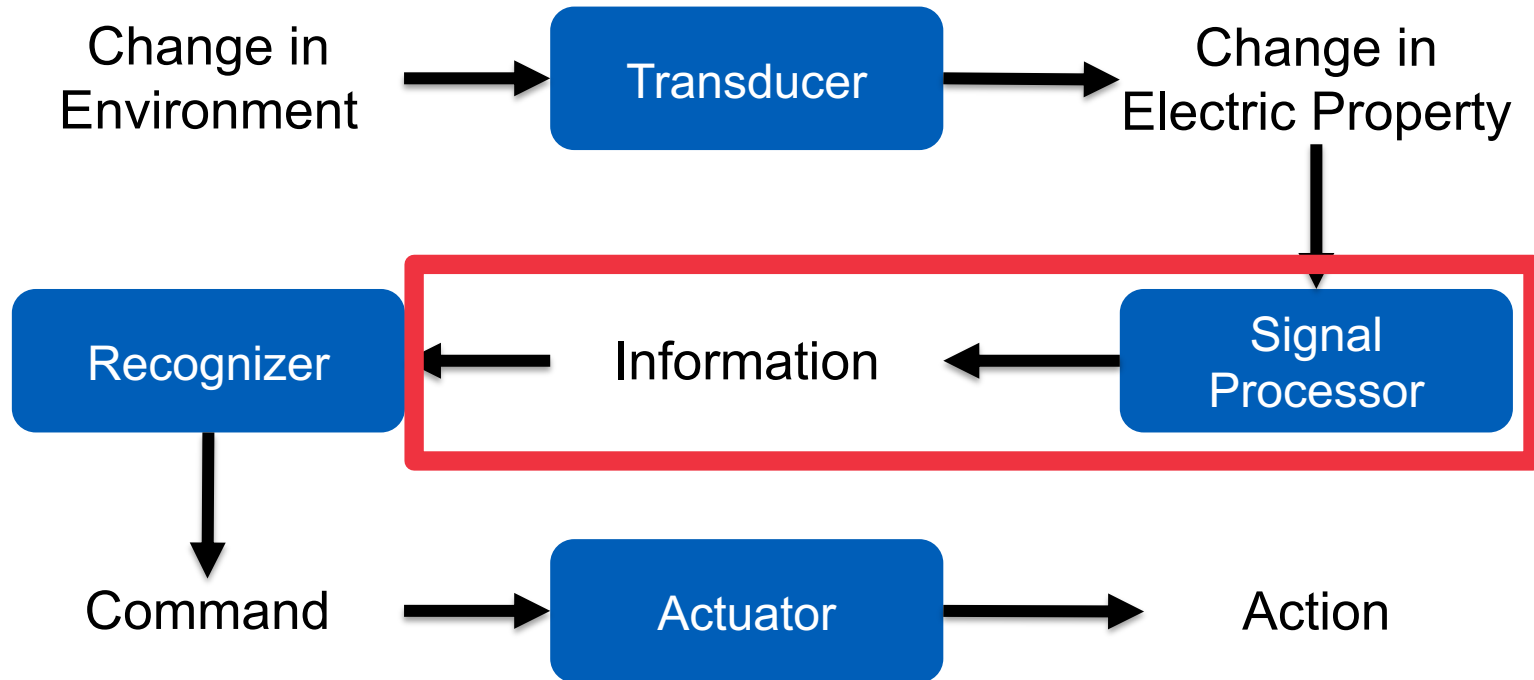 Change in
Environment
Transducer
Change in
Electric Property
Signal
Processor
Information
Recognizer
Command
Actuator
Action